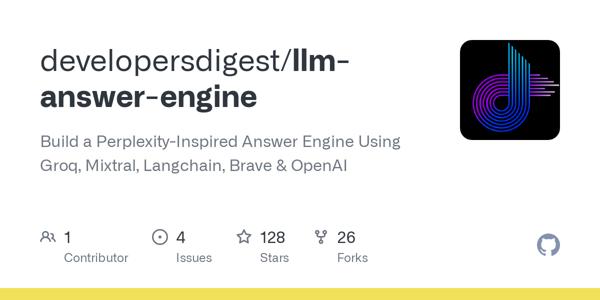 developersdigest/llm-
answer-engine
Build a Perplexity-Inspired Answer Engine Using
Groq, Mixtral, Langchain, Brave & OpenAI
1 4 128 26
Contributor Issues Stars Forks